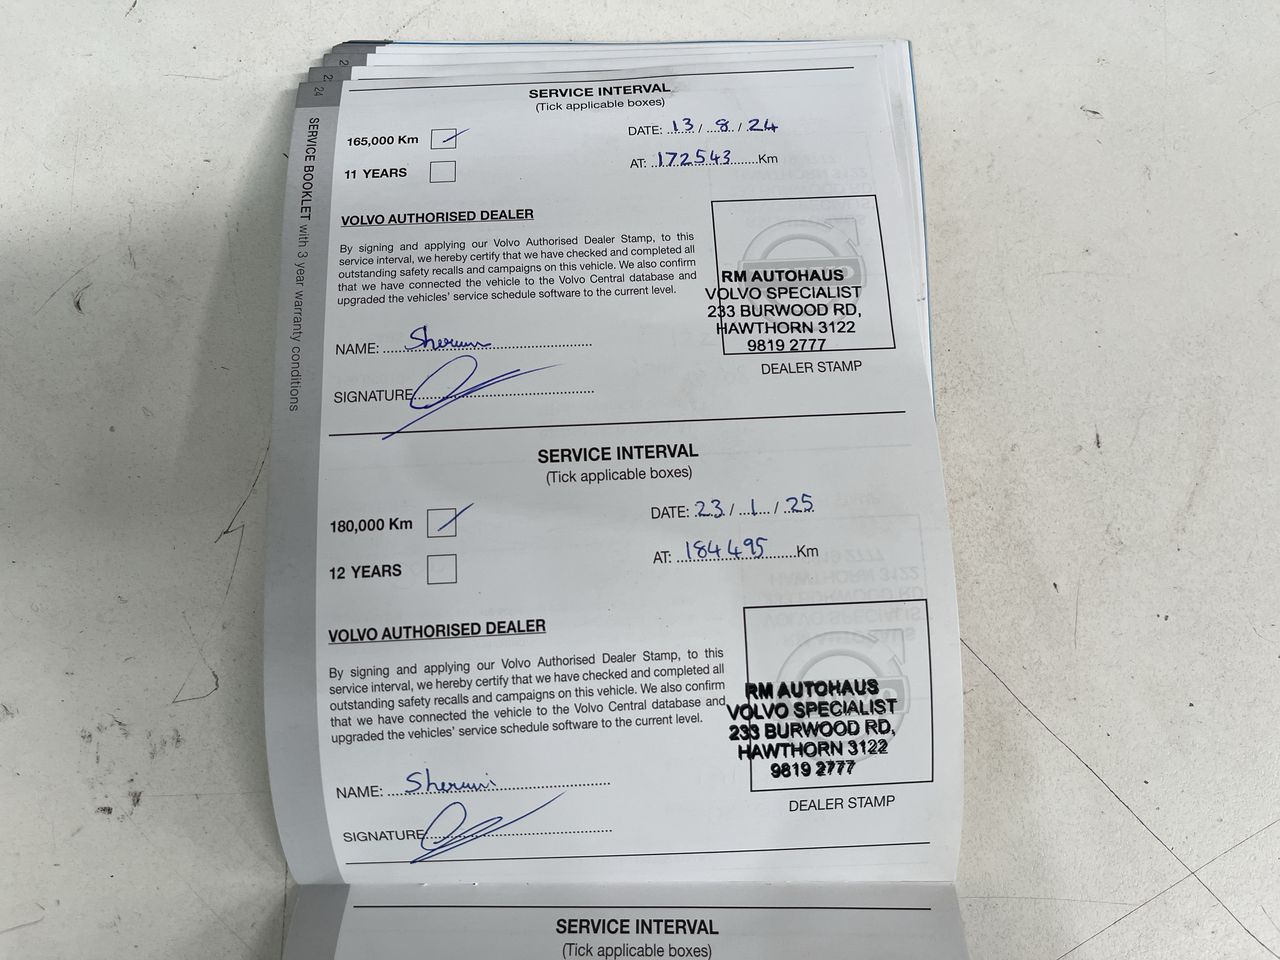 24
SERVICE BOOKLET with 3 year warranty conditions
SERVICE INTERVAL
(Tick applicable boxes)
165,000 Km
DATE: 13 / 8 / 24
11 YEARS
AT: 172543 Km
VOLVO AUTHORISED DEALER
By signing and applying our Volvo Authorised Dealer Stamp, to this
service interval, we hereby certify that we have checked and completed all
outstanding safety recalls and campaigns on this vehicle. We also confirm
that we have connected the vehicle to the Volvo Central database and
upgraded the vehicles' service schedule software to the current level.
RM AUTOHAUS
VOLVO SPECIALIST
233 BURWOOD RD,
HAWTHORN 3122
9819 2777
DEALER STAMP
NAME:
SIGNATURE
SERVICE INTERVAL
(Tick applicable boxes)
180,000 Km
DATE: 23 / 1 / 25
12 YEARS
AT: 184495 Km
VOLVO AUTHORISED DEALER
By signing and applying our Volvo Authorised Dealer Stamp, to this
service interval, we hereby certify that we have checked and completed all
outstanding safety recalls and campaigns on this vehicle. We also confirm
that we have connected the vehicle to the Volvo Central database and
upgraded the vehicles' service schedule software to the current level.
RM AUTOHAUS
VOLVO SPECIALIST
233 BURWOOD RD,
HAWTHORN 3122
9819 2777
DEALER STAMP
NAME:
SIGNATURE
SERVICE INTERVAL
(Tick applicable boxes)